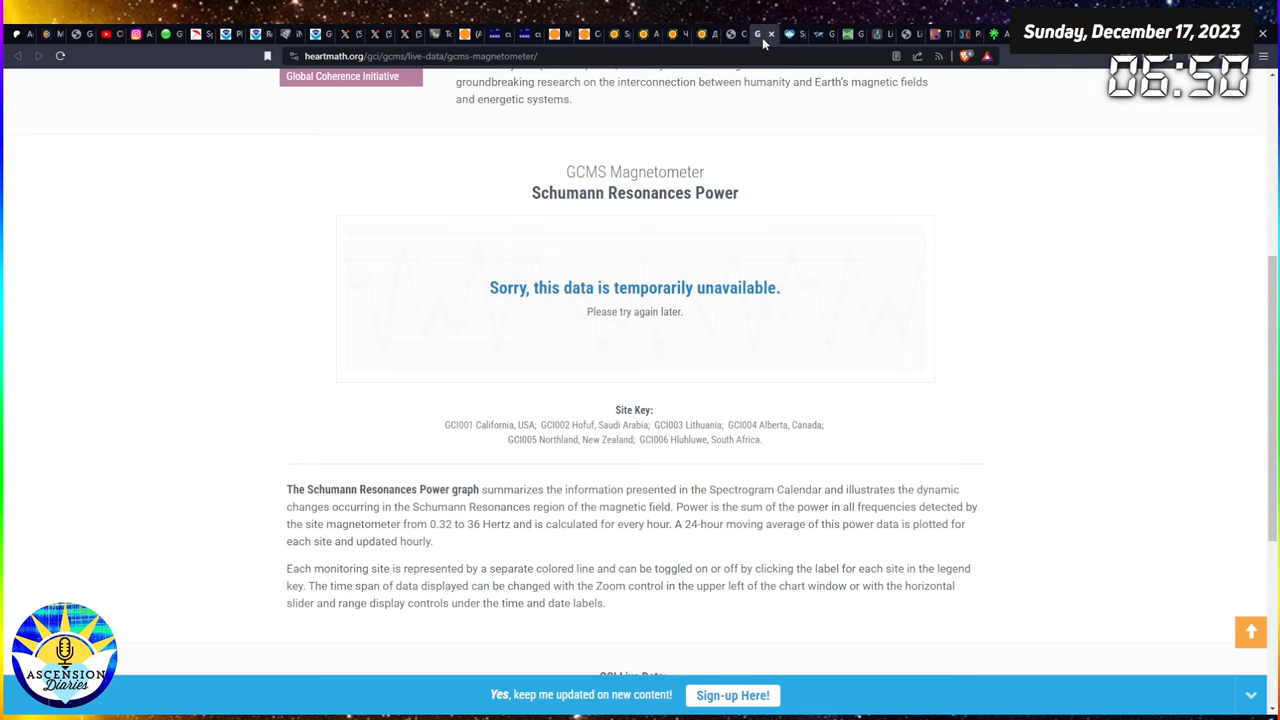 Sunday, December 17, 2023
06:50
heartmath.org/gci/gcms/live-data/gcms-magnetometer/
Global Coherence Initiative
groundbreaking research on the interconnection between humanity and Earth's magnetic fields
and energetic systems.
GCMS Magnetometer
Schumann Resonances Power
Sorry, this data is temporarily unavailable.
Please try again later.
Site Key:
GCI001 California, USA; GCI002 Hofuf, Saudi Arabia; GCI003 Lithuania; GCI004 Alberta, Canada;
GCI005 Northland, New Zealand; GCI006 Hluhluwe, South Africa.
The Schumann Resonances Power graph summarizes the information presented in the Spectrogram Calendar and illustrates the dynamic
changes occurring in the Schumann Resonances region of the magnetic field. Power is the sum of the power in all frequencies detected by
the site magnetometer from 0.32 to 36 Hertz and is calculated for every hour. A 24-hour moving average of this power data is plotted for
each site and updated hourly.
Each monitoring site is represented by a separate colored line and can be toggled on or off by clicking the label for each site in the legend
key. The time span of data displayed can be changed with the Zoom control in the upper left of the chart window or with the horizontal
slider and range display controls under the time and date labels.
ASCENSION
Diaries
Yes, keep me updated on new content!
Sign-up Here!